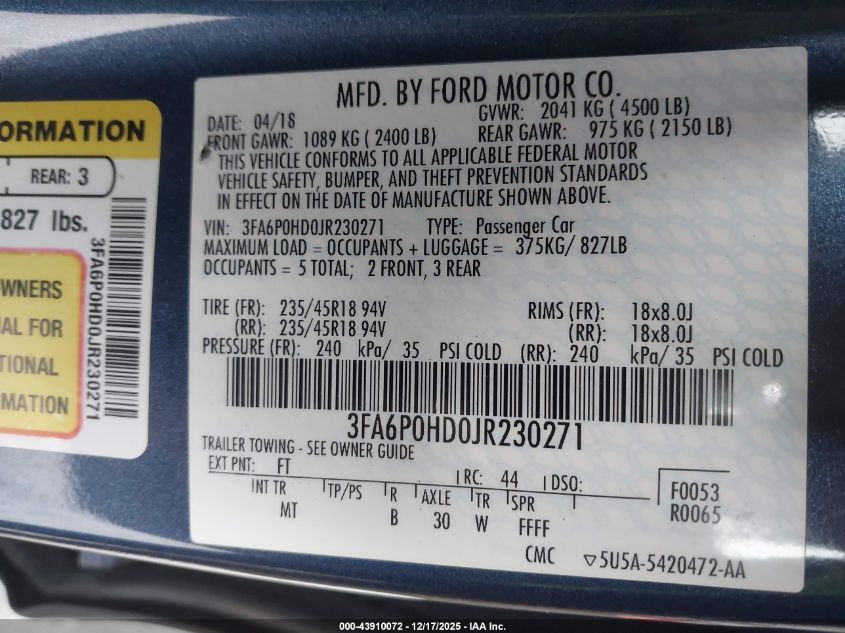 ORMATION
REAR: 3
827 lbs.
WNERS
AL FOR
TIONAL
RMATION
3FA6P0HD0JR230271
MFD. BY FORD MOTOR CO.
DATE: 04/18 GVWR: 2041 KG ( 4500 LB)
FRONT GAWR: 1089 KG ( 2400 LB) REAR GAWR: 975 KG ( 2150 LB)
THIS VEHICLE CONFORMS TO ALL APPLICABLE FEDERAL MOTOR
VEHICLE SAFETY, BUMPER, AND THEFT PREVENTION STANDARDS
IN EFFECT ON THE DATE OF MANUFACTURE SHOWN ABOVE.
VIN: 3FA6P0HD0JR230271 TYPE: Passenger Car
MAXIMUM LOAD = OCCUPANTS + LUGGAGE = 375KG/ 827LB
OCCUPANTS = 5 TOTAL; 2 FRONT, 3 REAR
TIRE (FR): 235/45R18 94V RIMS (FR): 18x8.0J
(RR): 235/45R18 94V (RR): 18x8.0J
PRESSURE (FR): 240 kPa/ 35 PSI COLD (RR): 240 kPa/ 35 PSI COLD
3FA6P0HD0JR230271
TRAILER TOWING - SEE OWNER GUIDE
EXT PNT: FT RC: 44 DSO: F0053
INT TR TP/PS R AXLE TR SPR R0065
MT B 30 W FFFF
CMC ▽5U5A-5420472-AA
000-43910072 — 12/17/2025 — IAA Inc.